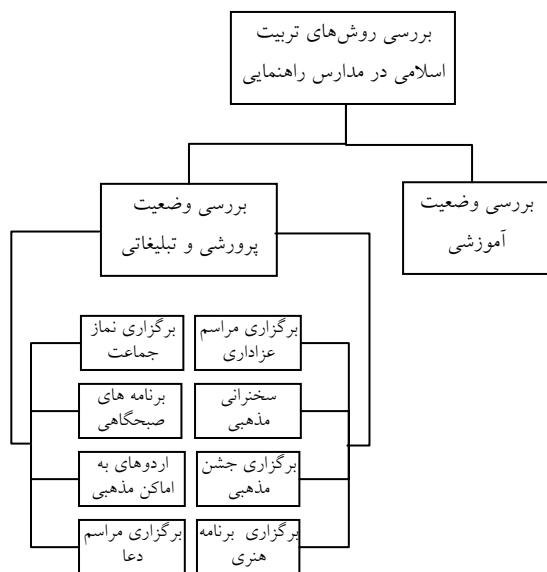 بررسی روش‌های تربیت
اسلامی در مدارس راهنمایی
بررسی وضعیت
آموزشی
بررسی وضعیت
پرورشی و تبلیغاتی
برگزاری مراسم
عزاداری
برگزاری نماز
جماعت
سخنرانی
مذهبی
برنامه های
صبحگاهی
برگزاری جشن
مذهبی
اردوهای به
اماکن مذهبی
برگزاری برنامه
هنری
برگزاری مراسم
دعا